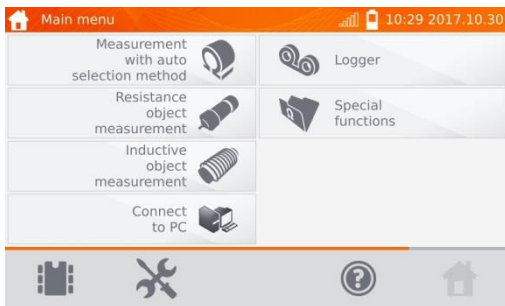 Main menu
10:29 2017.10.30
Measurement
with auto
selection method
Logger
Resistance
object
measurement
Special
functions
Inductive
object
measurement
Connect
to PC
?